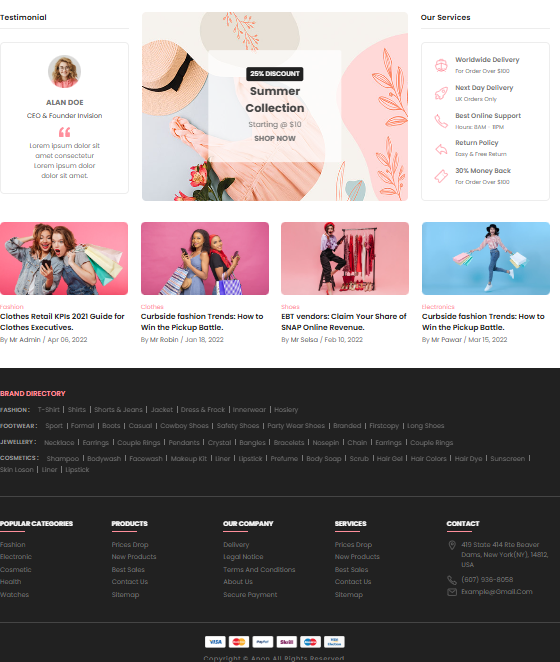 Testimonial
ALAN DOE
CEO & Founder Invision
Lorem ipsum dolor sit
amet consectetur
Lorem ipsum dolor
dolor sit amet.
25% DISCOUNT
Summer
Collection
Starting @ $10
SHOP NOW
Our Services
Worldwide Delivery
For Order Over $100
Next Day Delivery
UK Orders Only
Best Online Support
Hours: 8AM - 11PM
Return Policy
Easy & Free Return
30% Money Back
For Order Over $100
Fashion
Clothes Retail KPIs 2021 Guide for
Clothes Executives.
By Mr Admin / Apr 06, 2022
Clothes
Curbside fashion Trends: How to
Win the Pickup Battle.
By Mr Robin / Jan 18, 2022
Shoes
EBT vendors: Claim Your Share of
SNAP Online Revenue.
By Mr Selsa / Feb 10, 2022
Electronics
Curbside fashion Trends: How to
Win the Pickup Battle.
By Mr Pawar / Mar 15, 2022
BRAND DIRECTORY
FASHION : T-Shirt | Shirts | Shorts & Jeans | Jacket | Dress & Frock | Innerwear | Hosiery
FOOTWEAR : Sport | Formal | Boots | Casual | Cowboy Shoes | Safety Shoes | Party Wear Shoes | Branded | Firstcopy | Long Shoes
JEWELLERY : Necklace | Earrings | Couple Rings | Pendants | Crystal | Bangles | Bracelets | Nosepin | Chain | Earrings | Couple Rings
COSMETICS : Shampoo | Bodywash | Facewash | Makeup Kit | Liner | Lipstick | Prefume | Body Soap | Scrub | Hair Gel | Hair Colors | Hair Dye | Sunscreen |
Skin Loson | Liner | Lipstick
POPULAR CATEGORIES
Fashion
Electronic
Cosmetic
Health
Watches
PRODUCTS
Prices Drop
New Products
Best Sales
Contact Us
Sitemap
OUR COMPANY
Delivery
Legal Notice
Terms And Conditions
About Us
Secure Payment
SERVICES
Prices Drop
New Products
Best Sales
Contact Us
Sitemap
CONTACT
419 State 414 Rte Beaver
Dams, New York(NY), 14812,
USA
(607) 936-8058
Example@Gmail.Com
VISA
PayPal
Skrill
VISA
Copyright © Anon All Rights Reserved